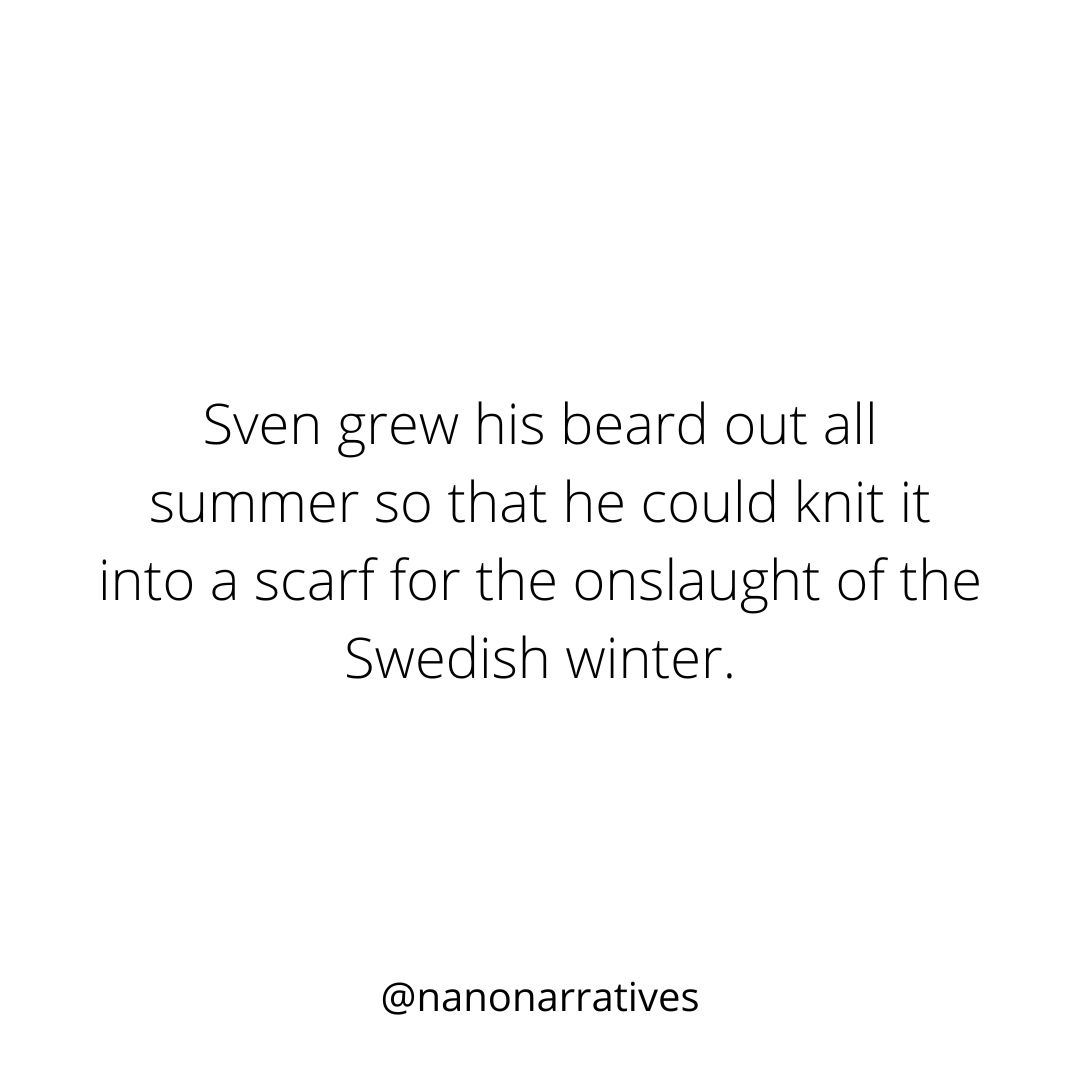 Sven grew his beard out all
summer so that he could knit it
into a scarf for the onslaught of the
Swedish winter.
@nanonarratives